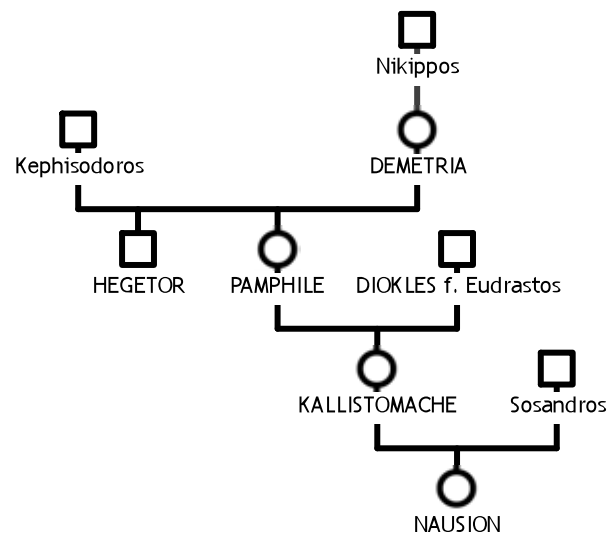 Nikippos
Kephisodoros
DEMETRIA
HEGETOR
PAMPHILE
DIOKLES f. Eudrastos
KALLISTOMACHE
Sosandros
NAUSION